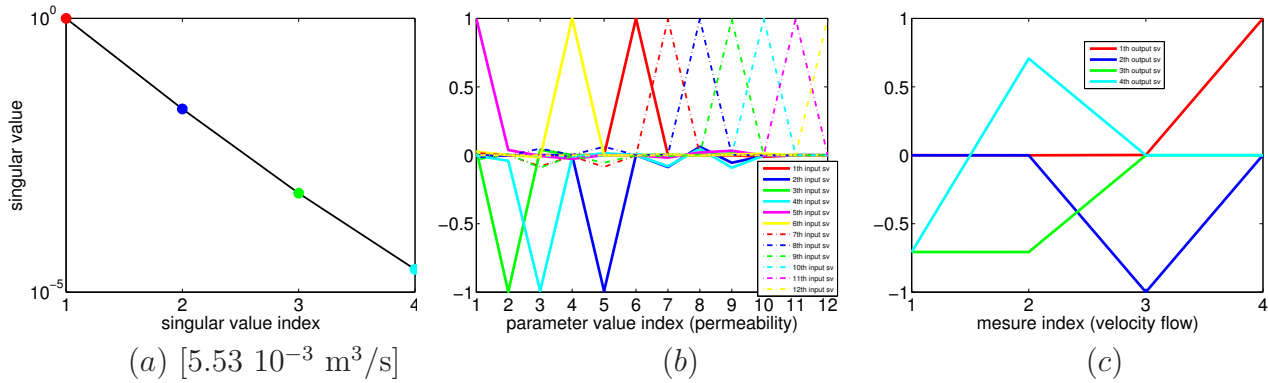 10^0
10^-5
singular value
1
2
3
4
singular value index
(a) [5.53 10^-3 m^3/s]
1
0.5
0
−0.5
−1
1 2 3 4 5 6 7 8 9 10 11 12
parameter value index (permeability)
1th input sv
2th input sv
3th input sv
4th input sv
5th input sv
6th input sv
7th input sv
8th input sv
9th input sv
10th input sv
11th input sv
12th input sv
(b)
1
0.5
0
−0.5
−1
1
2
3
4
mesure index (velocity flow)
1th output sv
2th output sv
3th output sv
4th output sv
(c)